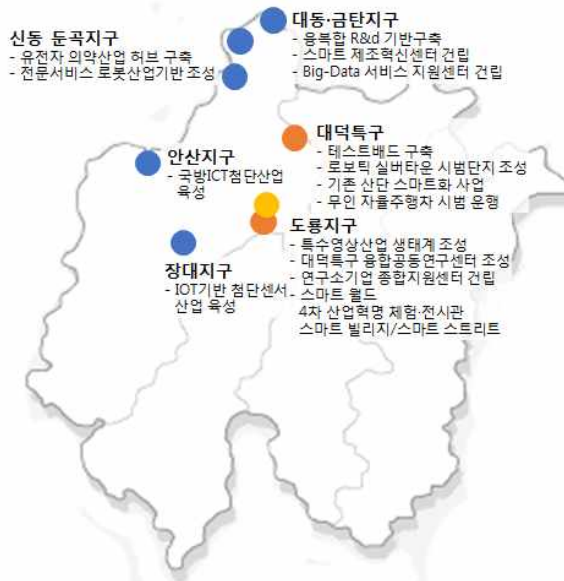 신동 둔곡지구
- 유전자 의약산업 허브 구축
- 전문서비스 로봇산업기반 조성
대동·금탄지구
- 융복합 R&d 기반구축
- 스마트 제조혁신센터 건립
- Big-Data 서비스 지원센터 건립
대덕특구
- 테스트배드 구축
- 로보틱 실버타운 시범단지 조성
- 기존 산단 스마트화 사업
- 무인 자율주행차 시범 운행
안산지구
- 국방ICT첨단산업
육성
도룡지구
- 특수영상산업 생태계 조성
- 대덕특구 융합공동연구센터 조성
- 연구소기업 종합지원센터 건립
- 스마트 월드
4차 산업혁명 체험·전시관
스마트 빌리지/스마트 스트리트
장대지구
- IOT기반 첨단센서
산업 육성